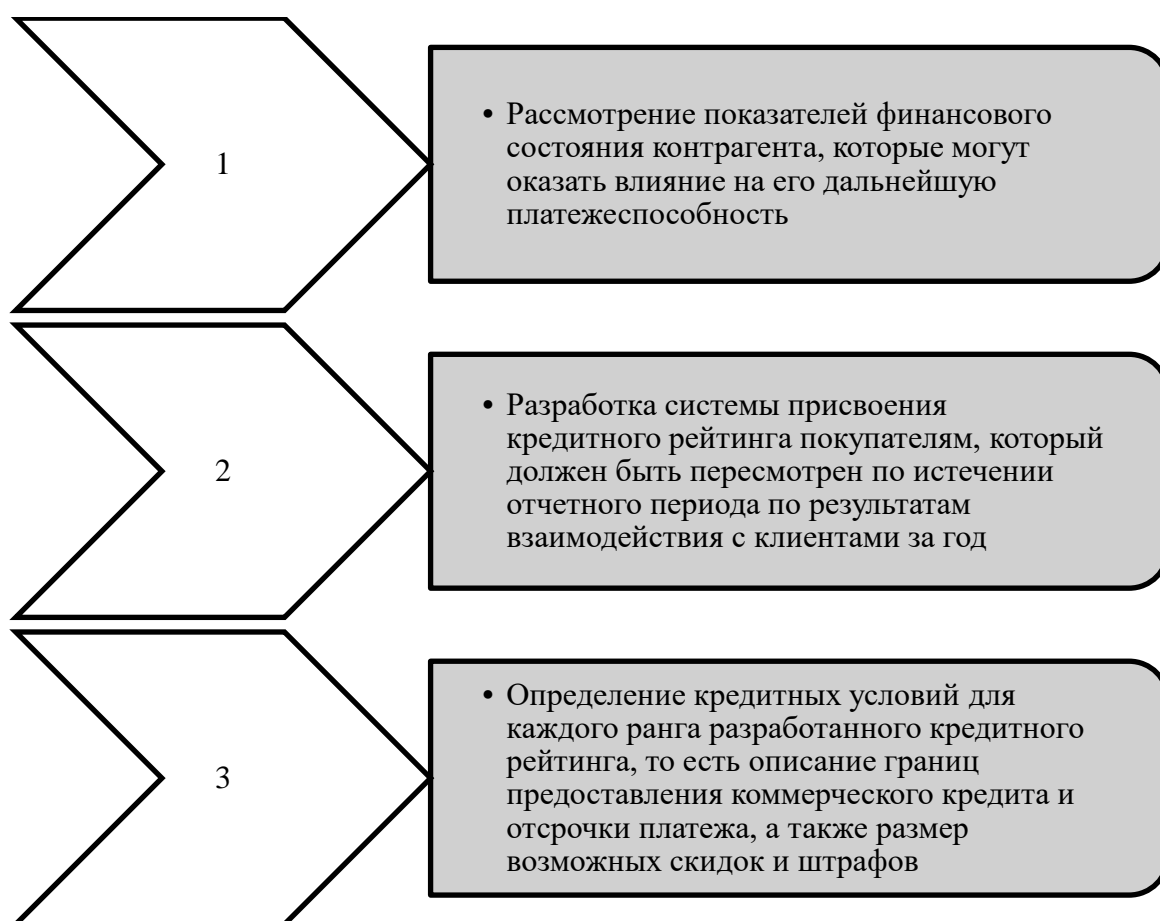 1
• Рассмотрение показателей финансового
состояния контрагента, которые могут
оказать влияние на его дальнейшую
платежеспособность
2
• Разработка системы присвоения
кредитного рейтинга покупателям, который
должен быть пересмотрен по истечении
отчетного периода по результатам
взаимодействия с клиентами за год
3
• Определение кредитных условий для
каждого ранга разработанного кредитного
рейтинга, то есть описание границ
предоставления коммерческого кредита и
отсрочки платежа, а также размер
возможных скидок и штрафов